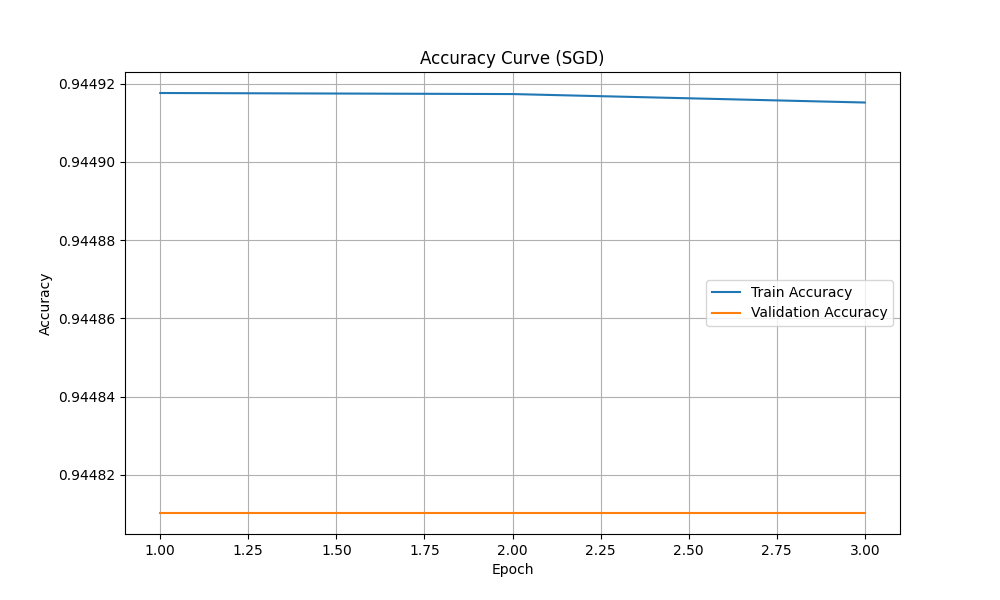 Accuracy Curve (SGD)
0.94492
0.94490
0.94488
0.94486
0.94484
0.94482
Accuracy
Train Accuracy
Validation Accuracy
1.00 1.25 1.50 1.75 2.00 2.25 2.50 2.75 3.00
Epoch